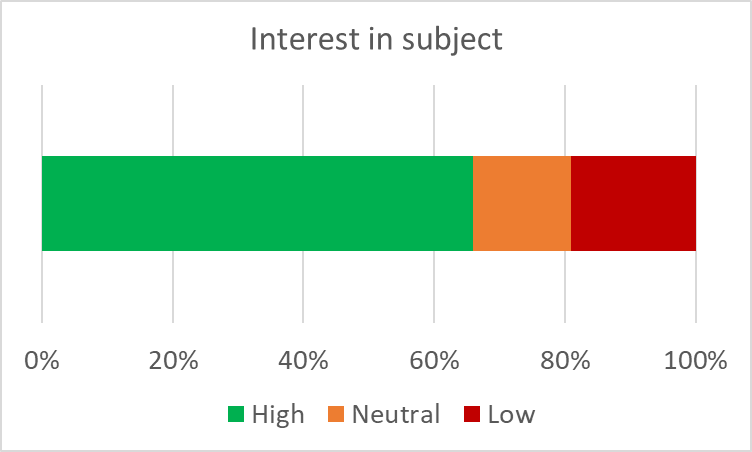 Interest in subject
0% 20% 40% 60% 80% 100%
High Neutral Low